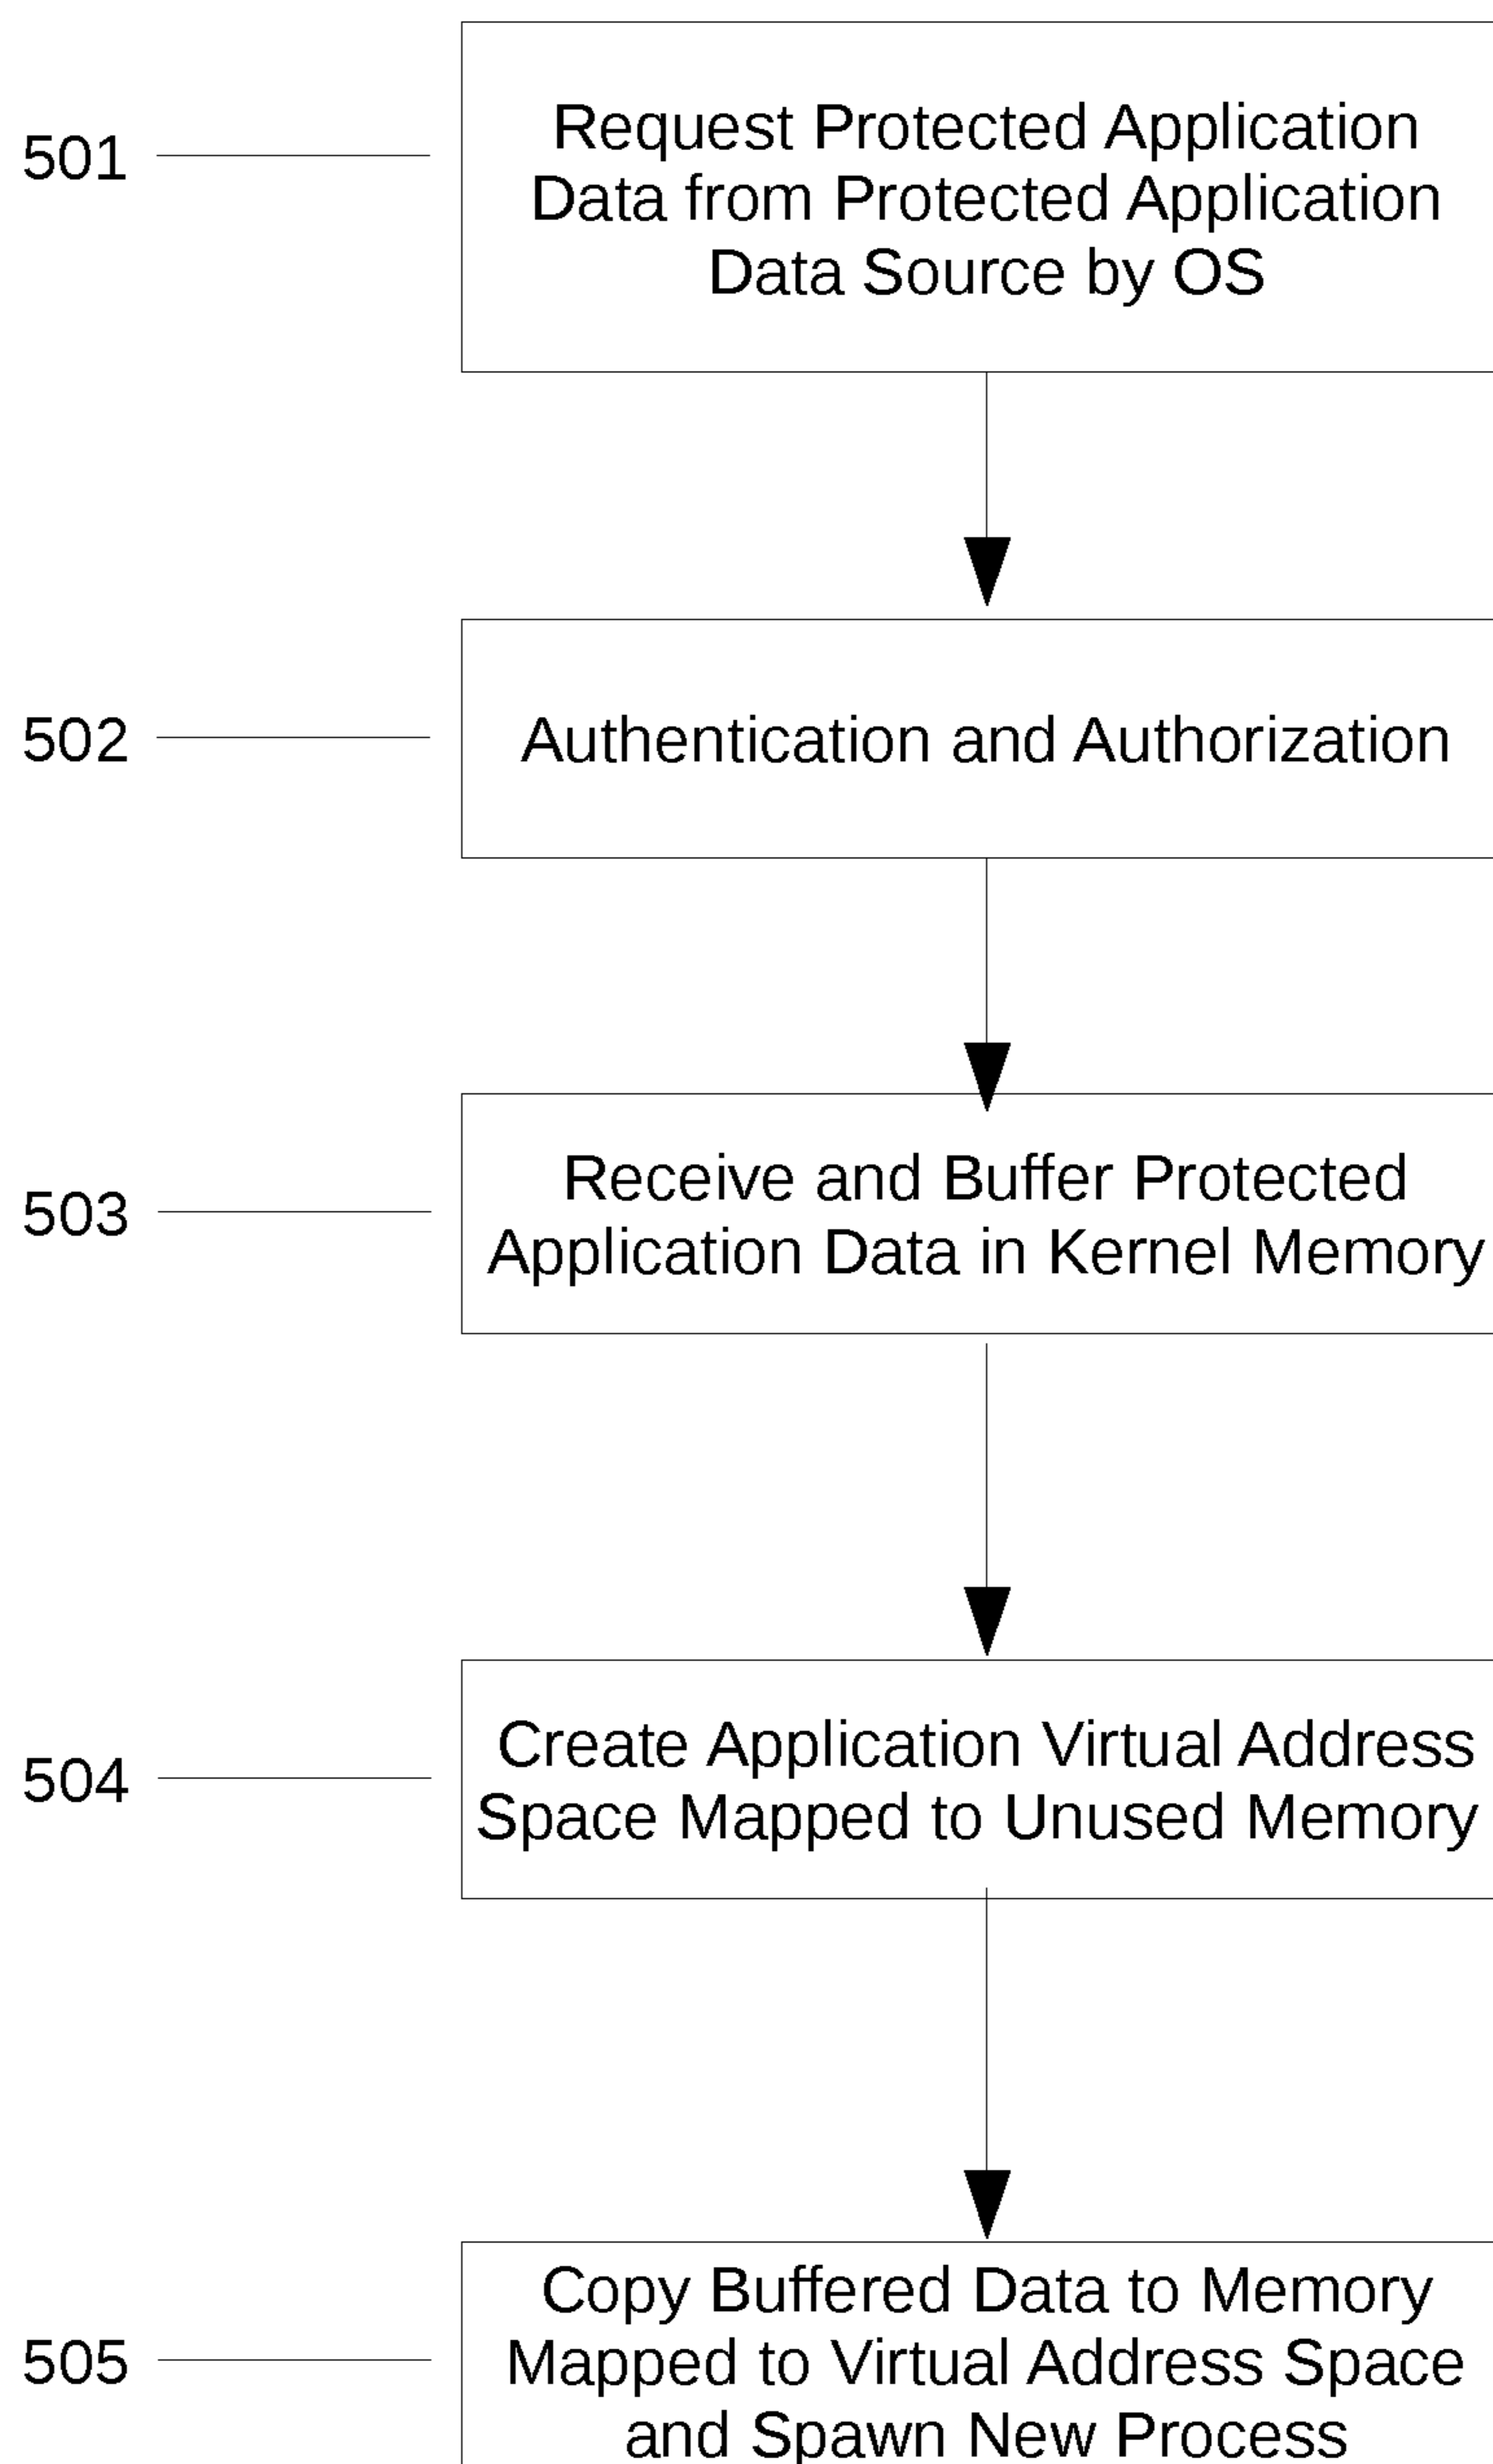 501
Request Protected Application
Data from Protected Application
Data Source by OS
502
Authentication and Authorization
503
Receive and Buffer Protected
Application Data in Kernel Memory
504
Create Application Virtual Address
Space Mapped to Unused Memory
505
Copy Buffered Data to Memory
Mapped to Virtual Address Space
and Spawn New Process